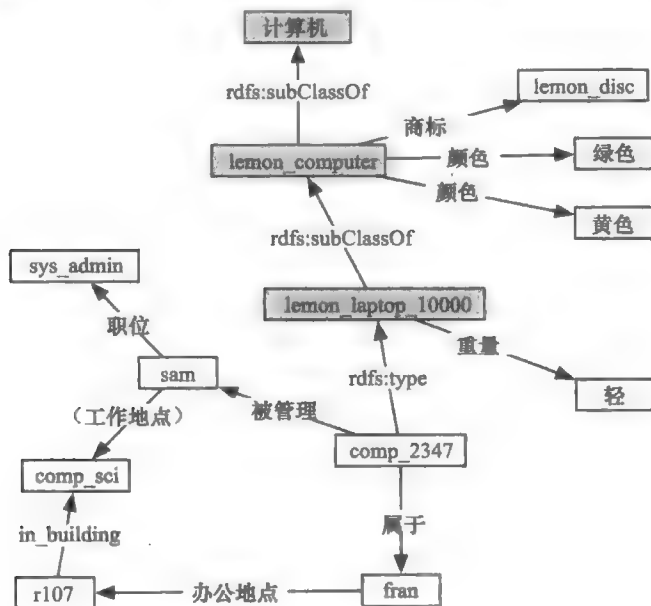 计算机
rdfs:subClassOf
lemon_disc
商标
lemon_computer
颜色
绿色
颜色
黄色
rdfs:subClassOf
sys_admin
lemon_laptop_10000
职位
重量
sam
rdfs:type
轻
（工作地点）
被管理
comp_2347
comp_sci
属于
in_building
r107
办公地点
fran